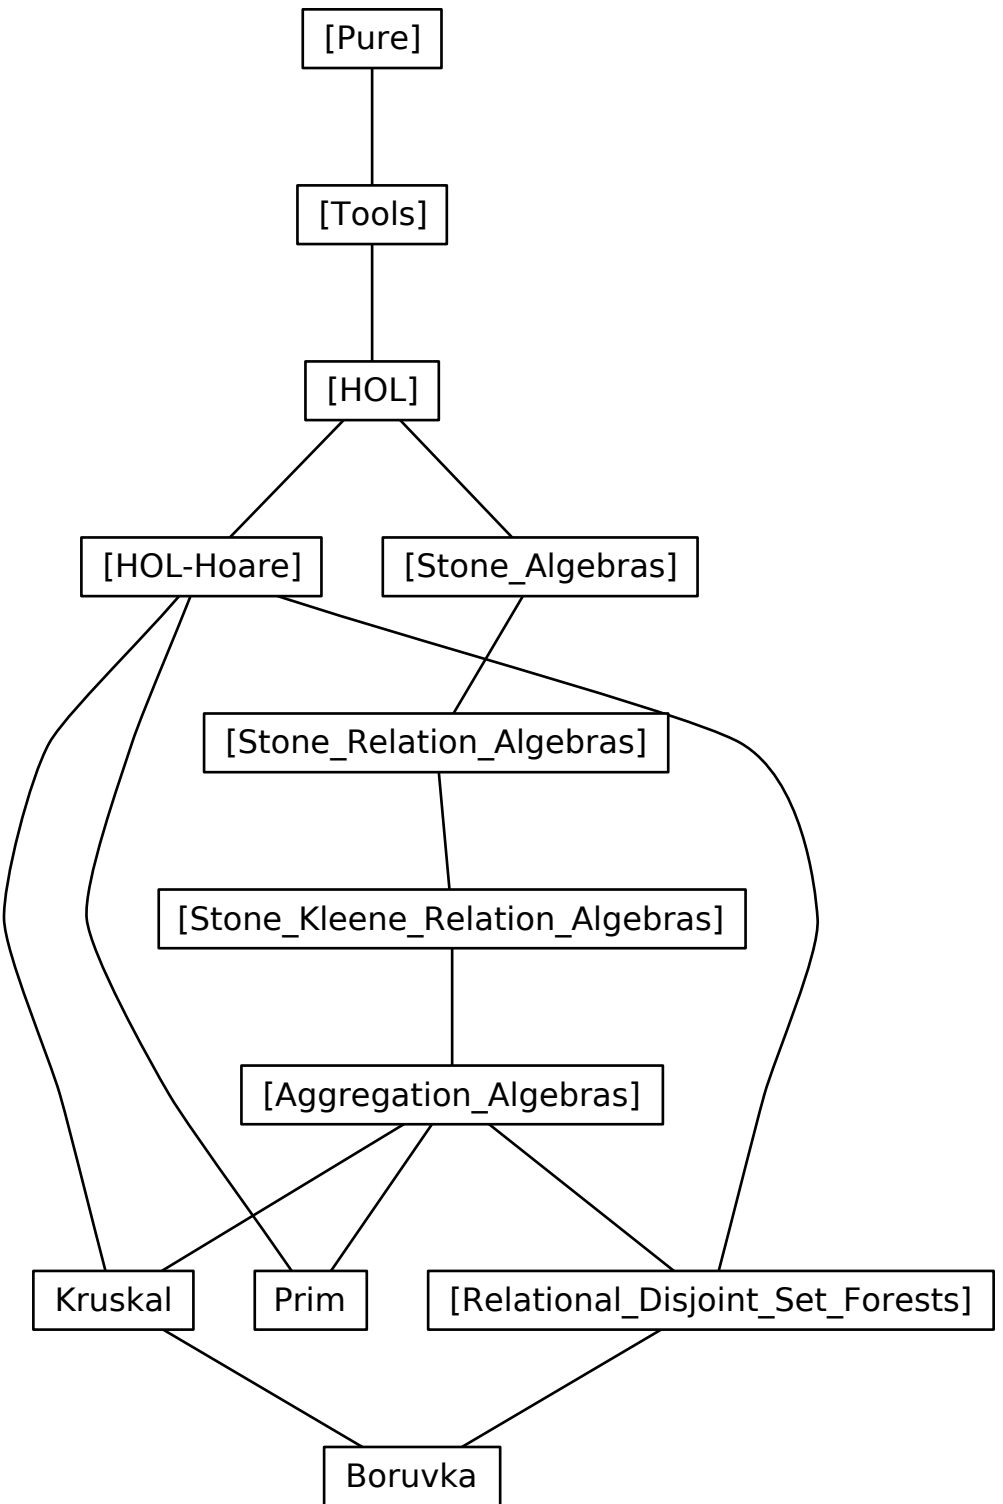 [Pure]
[Tools]
[HOL]
[HOL-Hoare]
[Stone_Algebras]
[Stone_Relation_Algebras]
[Stone_Kleene_Relation_Algebras]
[Aggregation_Algebras]
Kruskal
Prim
[Relational_Disjoint_Set_Forests]
Boruvka